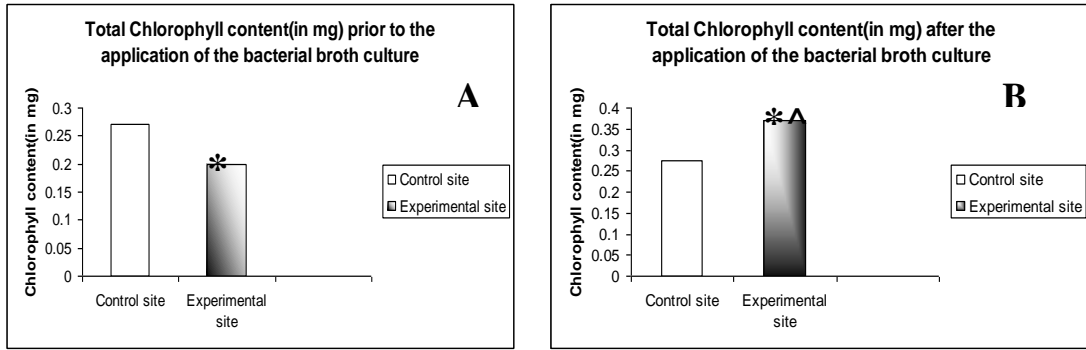 Total Chlorophyll content(in mg) prior to the
application of the bacterial broth culture
A
Chlorophyll content(in mg)
0.3
0.25
0.2
0.15
0.1
0.05
0
*
Control site
Experimental
site
Control site
Experimental site
Total Chlorophyll content(in mg) after the
application of the bacterial broth culture
B
Chlorophyll content(in mg)
0.4
0.35
0.3
0.25
0.2
0.15
0.1
0.05
0
*^
Control site
Experimental
site
Control site
Experimental site